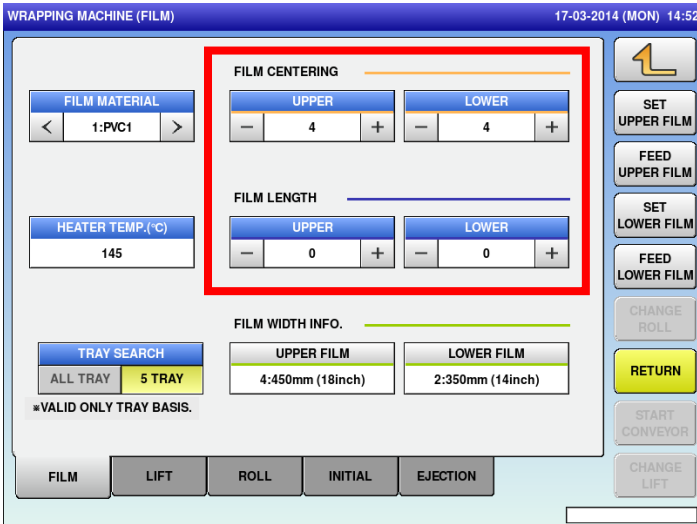 WRAPPING MACHINE (FILM)
17-03-2014 (MON) 14:52
FILM CENTERING
FILM MATERIAL
UPPER
LOWER
SET
UPPER FILM
< 1:PVC1 >
— 4 +
— 4 +
FEED
UPPER FILM
FILM LENGTH
SET
LOWER FILM
HEATER TEMP.(°C)
UPPER
LOWER
145
— 0 +
— 0 +
FEED
LOWER FILM
FILM WIDTH INFO.
CHANGE
ROLL
TRAY SEARCH
UPPER FILM
LOWER FILM
ALL TRAY 5 TRAY
4:450mm (18inch)
2:350mm (14inch)
RETURN
※VALID ONLY TRAY BASIS.
START
CONVEYOR
FILM
LIFT
ROLL
INITIAL
EJECTION
CHANGE
LIFT